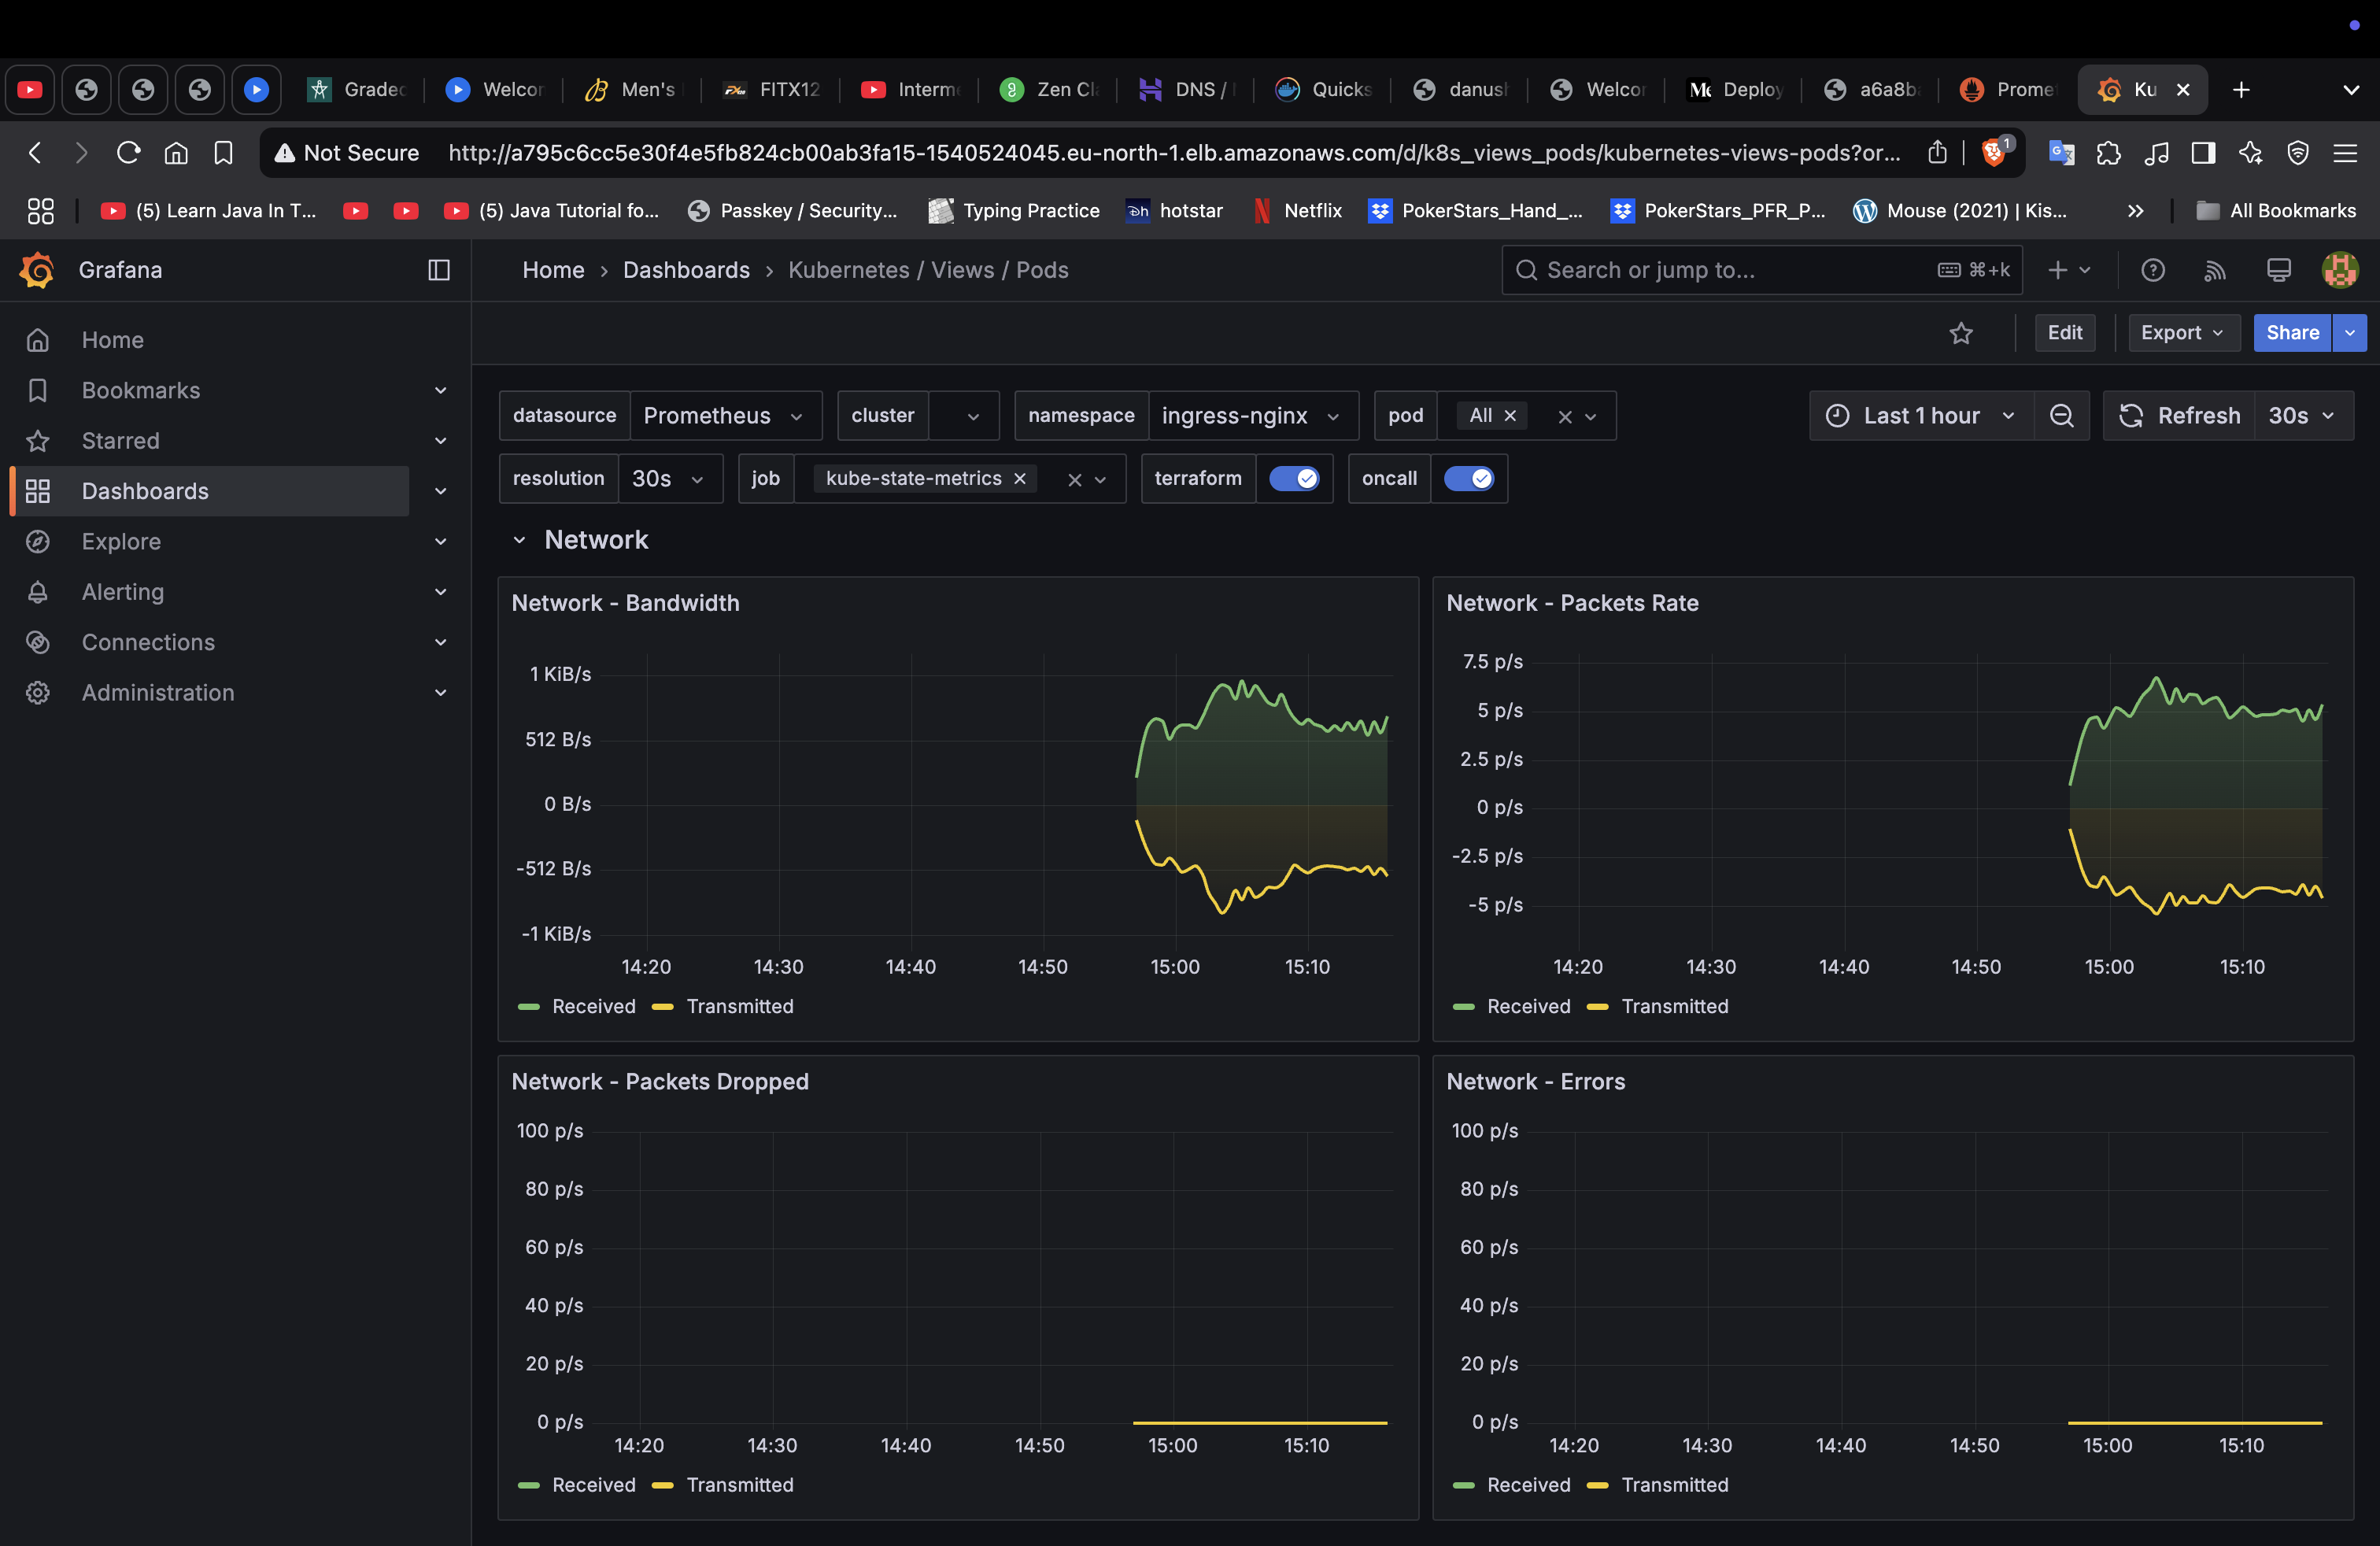 Gradec
Welcor
Men's
FITX12
Interme
Zen Cla
DNS / 
Quicks
danush
Welcor
Deploy
a6a8b
Promet
Ku
Not Secure http://a795c6cc5e30f4e5fb824cb00ab3fa15-1540524045.eu-north-1.elb.amazonaws.com/d/k8s_views_pods/kubernetes-views-pods?or... 1
(5) Learn Java In T... (5) Java Tutorial fo... Passkey / Security... Typing Practice hotstar Netflix PokerStars_Hand_... PokerStars_PFR_P... Mouse (2021) | Kis... » All Bookmarks
Grafana
Home › Dashboards › Kubernetes / Views / Pods
Search or jump to... ⌘+k
Edit Export Share
Home
Bookmarks
Starred
Dashboards
Explore
Alerting
Connections
Administration
datasource Prometheus cluster namespace ingress-nginx pod All
Last 1 hour Refresh 30s
resolution 30s job kube-state-metrics terraform oncall
Network
Network - Bandwidth
1 KiB/s
512 B/s
0 B/s
-512 B/s
-1 KiB/s
14:20 14:30 14:40 14:50 15:00 15:10
Received Transmitted
Network - Packets Rate
7.5 p/s
5 p/s
2.5 p/s
0 p/s
-2.5 p/s
-5 p/s
14:20 14:30 14:40 14:50 15:00 15:10
Received Transmitted
Network - Packets Dropped
100 p/s
80 p/s
60 p/s
40 p/s
20 p/s
0 p/s
14:20 14:30 14:40 14:50 15:00 15:10
Received Transmitted
Network - Errors
100 p/s
80 p/s
60 p/s
40 p/s
20 p/s
0 p/s
14:20 14:30 14:40 14:50 15:00 15:10
Received Transmitted